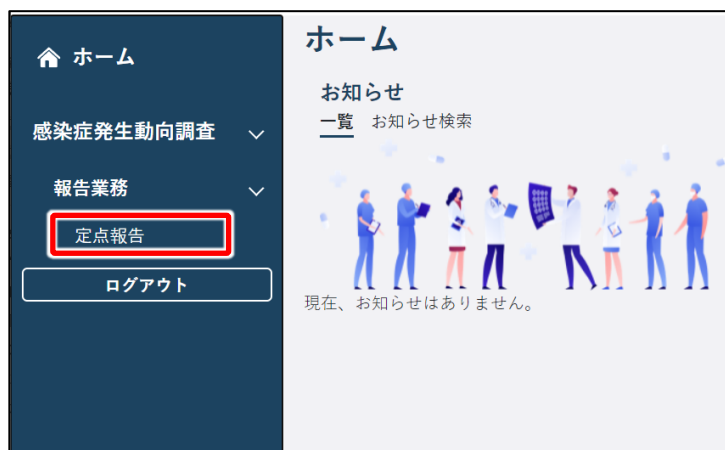 ホーム
感染症発生動向調査
報告業務
定点報告
ログアウト
ホーム
お知らせ
一覧 お知らせ検索
現在、お知らせはありません。